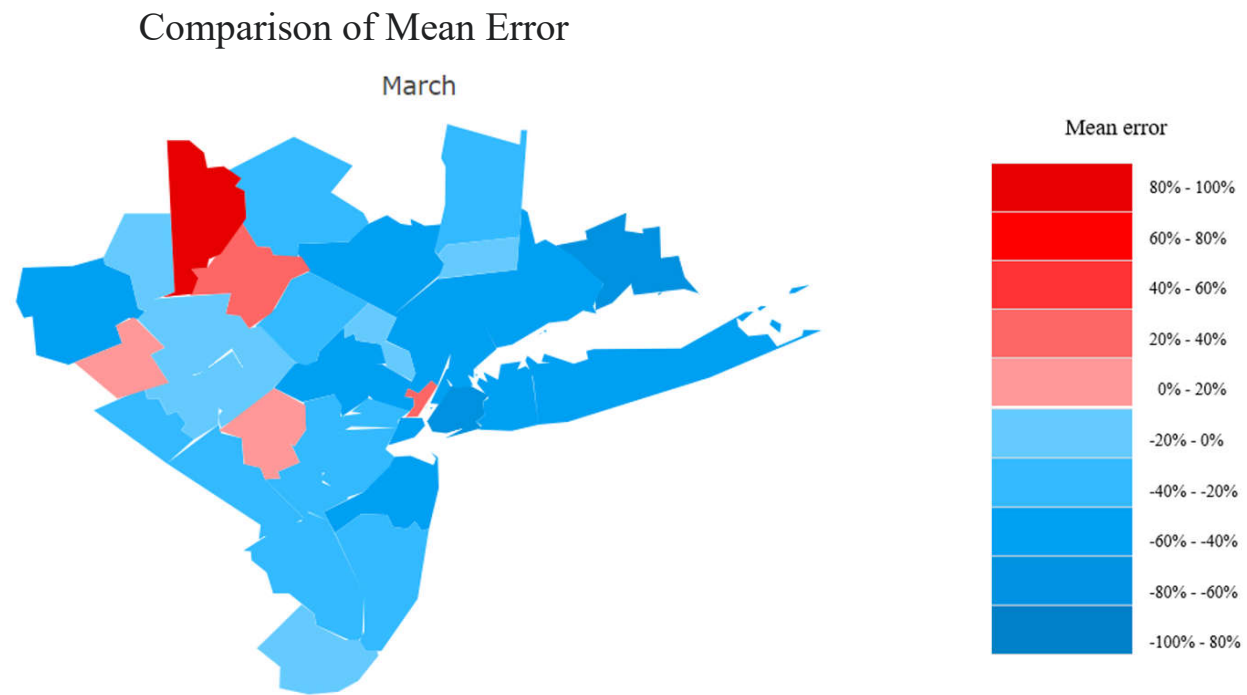 Comparison of Mean Error
March
Mean error
80% - 100%
60% - 80%
40% - 60%
20% - 40%
0% - 20%
-20% - 0%
-40% - -20%
-60% - -40%
-80% - -60%
-100% - 80%